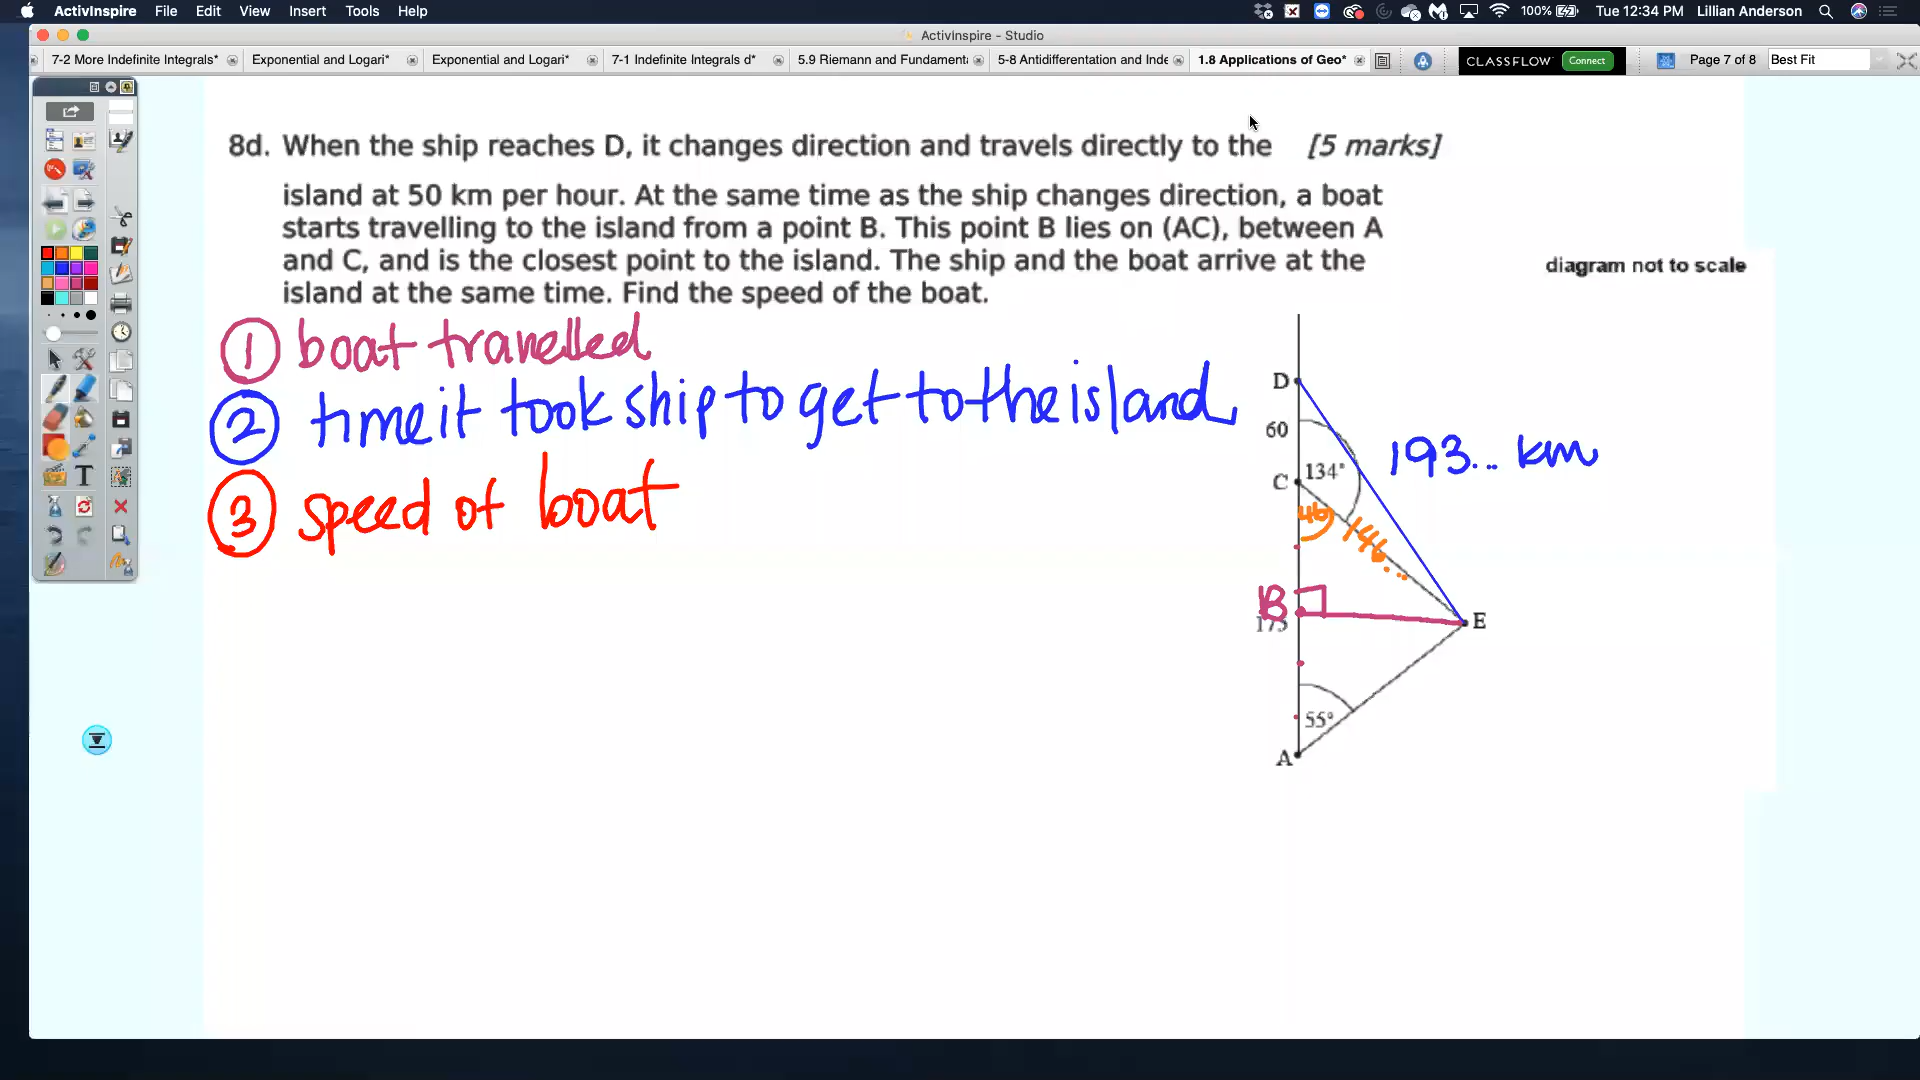 ActivInspire File Edit View Insert Tools Help 100% Tue 12:34 PM Lillian Anderson
ActivInspire - Studio
7-2 More Indefinite Integrals* Exponential and Logari* Exponential and Logari* 7-1 Indefinite Integrals d* 5.9 Riemann and Fundament 5-8 Antidifferentation and Inde 1.8 Applications of Geo* CLASSFLOW Connect Page 7 of 8 Best Fit
8d. When the ship reaches D, it changes direction and travels directly to the [5 marks]
island at 50 km per hour. At the same time as the ship changes direction, a boat
starts travelling to the island from a point B. This point B lies on (AC), between A
and C, and is the closest point to the island. The ship and the boat arrive at the
island at the same time. Find the speed of the boat.
diagram not to scale
1 boat travelled
2 time it took ship to get to the island
3 speed of boat
D
60
193... km
134°
C
46
146...
B
175
E
55°
A
T